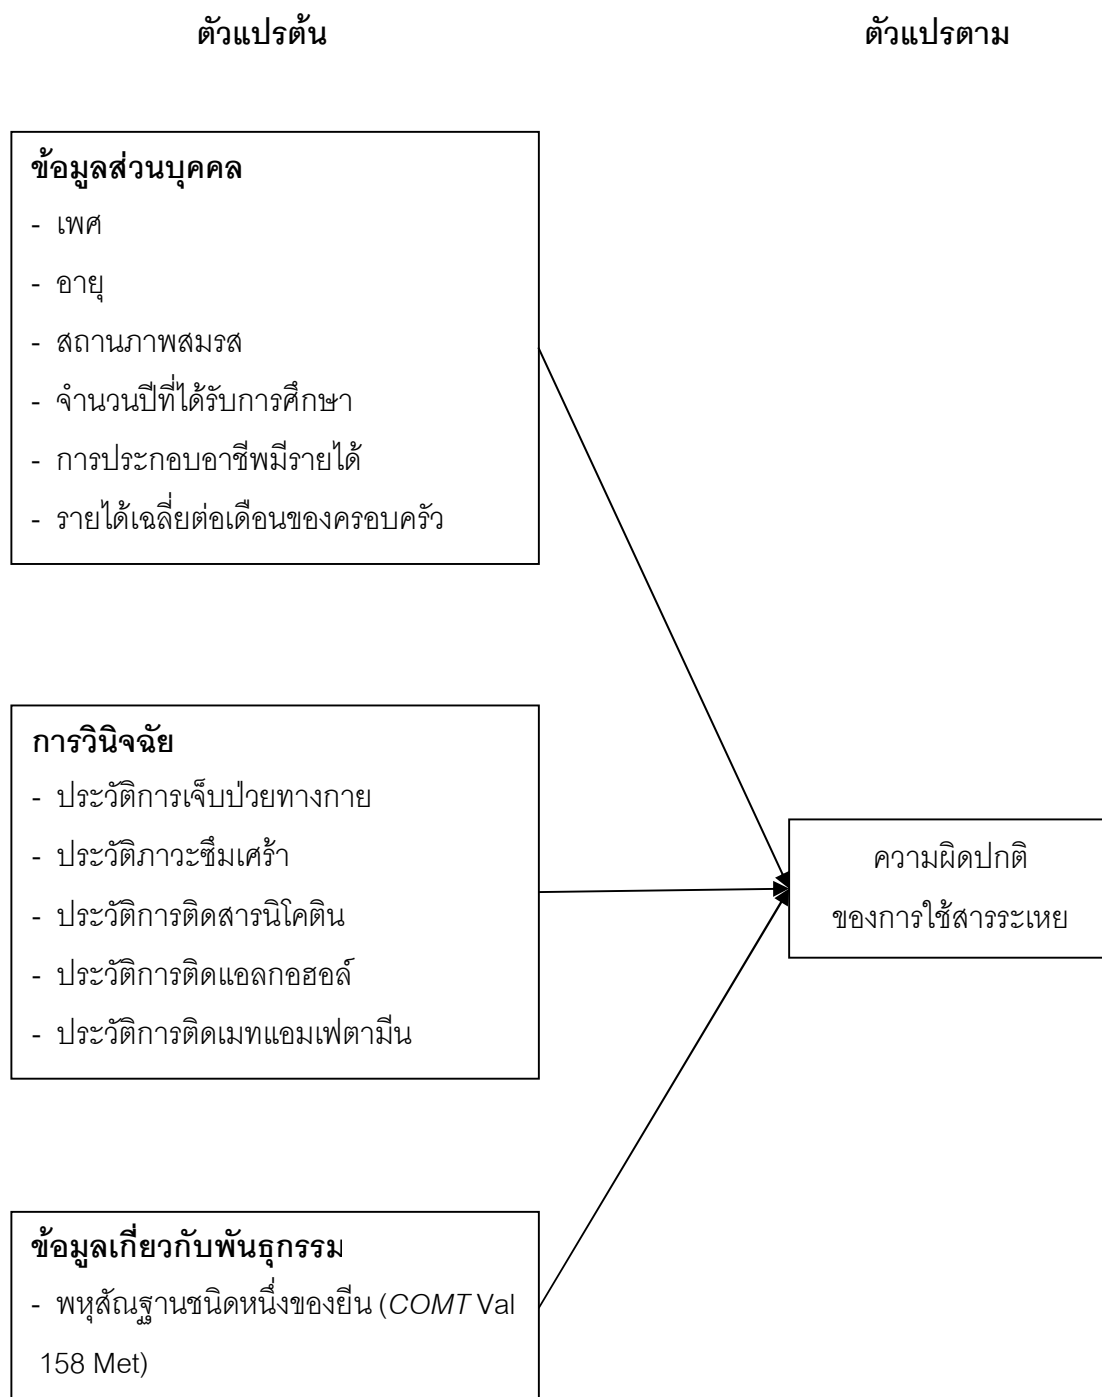 ตัวแปรต้น
ตัวแปรตาม
ข้อมูลส่วนบุคคล
- เพศ
- อายุ
- สถานภาพสมรส
- จำนวนปีที่ได้รับการศึกษา
- การประกอบอาชีพมีรายได้
- รายได้เฉลี่ยต่อเดือนของครอบครัว
การวินิจฉัย
- ประวัติการเจ็บป่วยทางกาย
- ประวัติภาวะซึมเศร้า
- ประวัติการติดสารนิโคติน
- ประวัติการติดแอลกอฮอล์
- ประวัติการติดเมทแอมเฟตามีน
ความผิดปกติ
ของการใช้สารระเหย
ข้อมูลเกี่ยวกับพันธุกรรม
- พหุสัณฐานชนิดหนึ่งของยีน (COMT Val
158 Met)